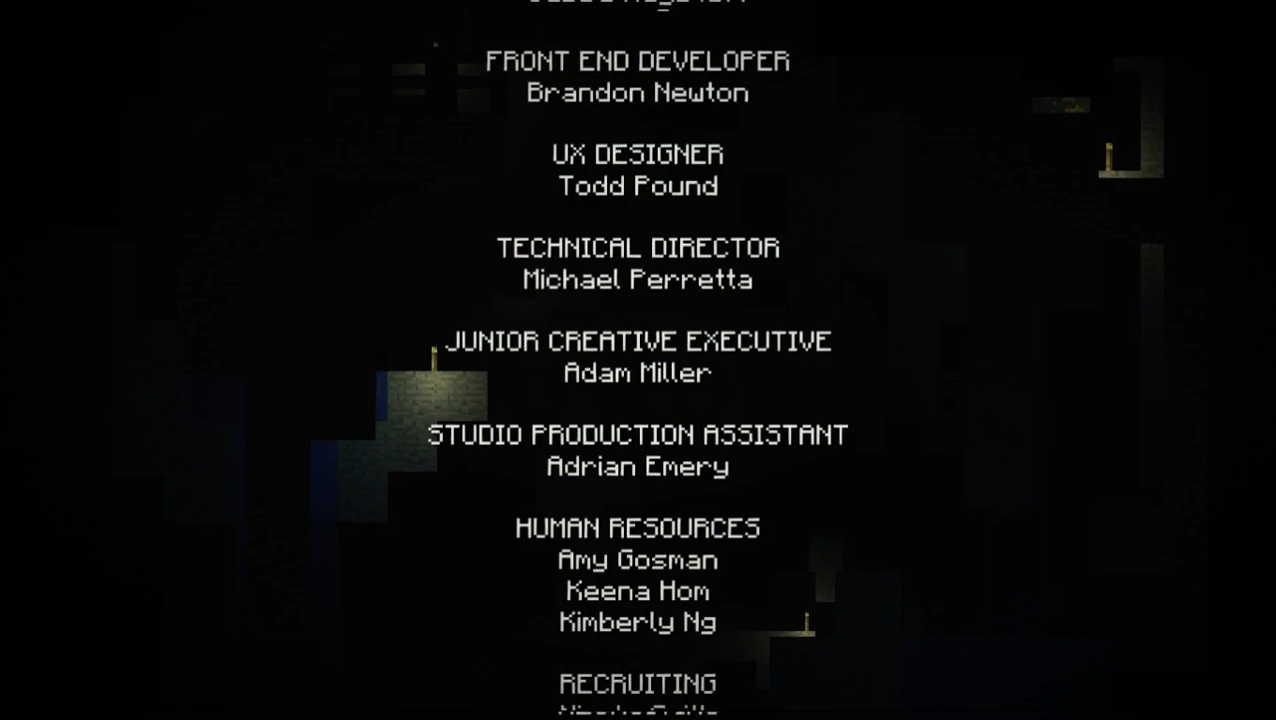 FRONT END DEVELOPER
Brandon Newton
UX DESIGNER
Todd Pound
TECHNICAL DIRECTOR
Michael Perretta
JUNIOR CREATIVE EXECUTIVE
Adam Miller
STUDIO PRODUCTION ASSISTANT
Adrian Emery
HUMAN RESOURCES
Amy Gosman
Keena Hom
Kimberly Ng
RECRUITING